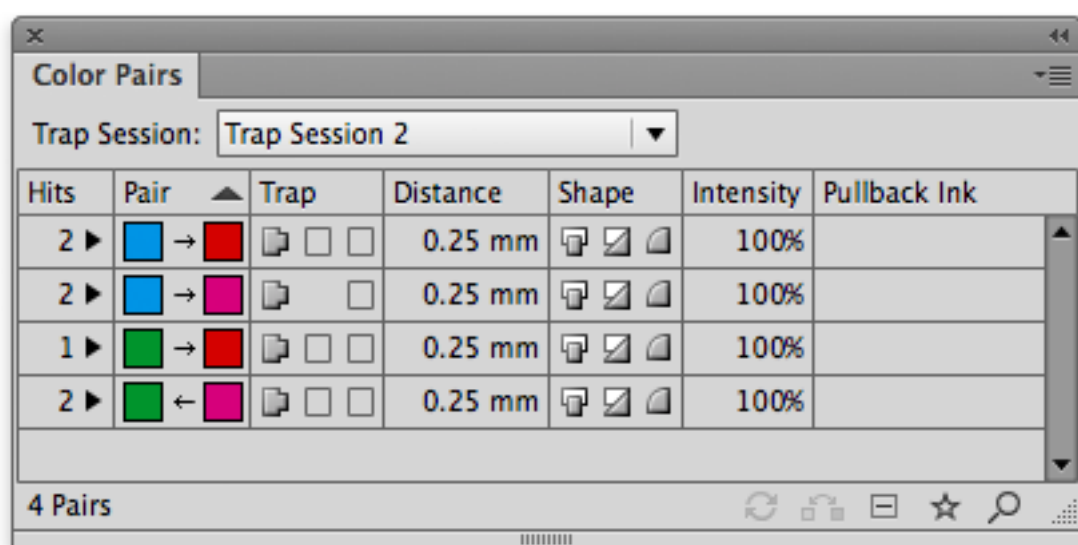 Color Pairs
Trap Session: Trap Session 2
Hits Pair Trap Distance Shape Intensity Pullback Ink
2 → 0.25 mm 100%
2 → 0.25 mm 100%
1 → 0.25 mm 100%
2 ← 0.25 mm 100%
4 Pairs